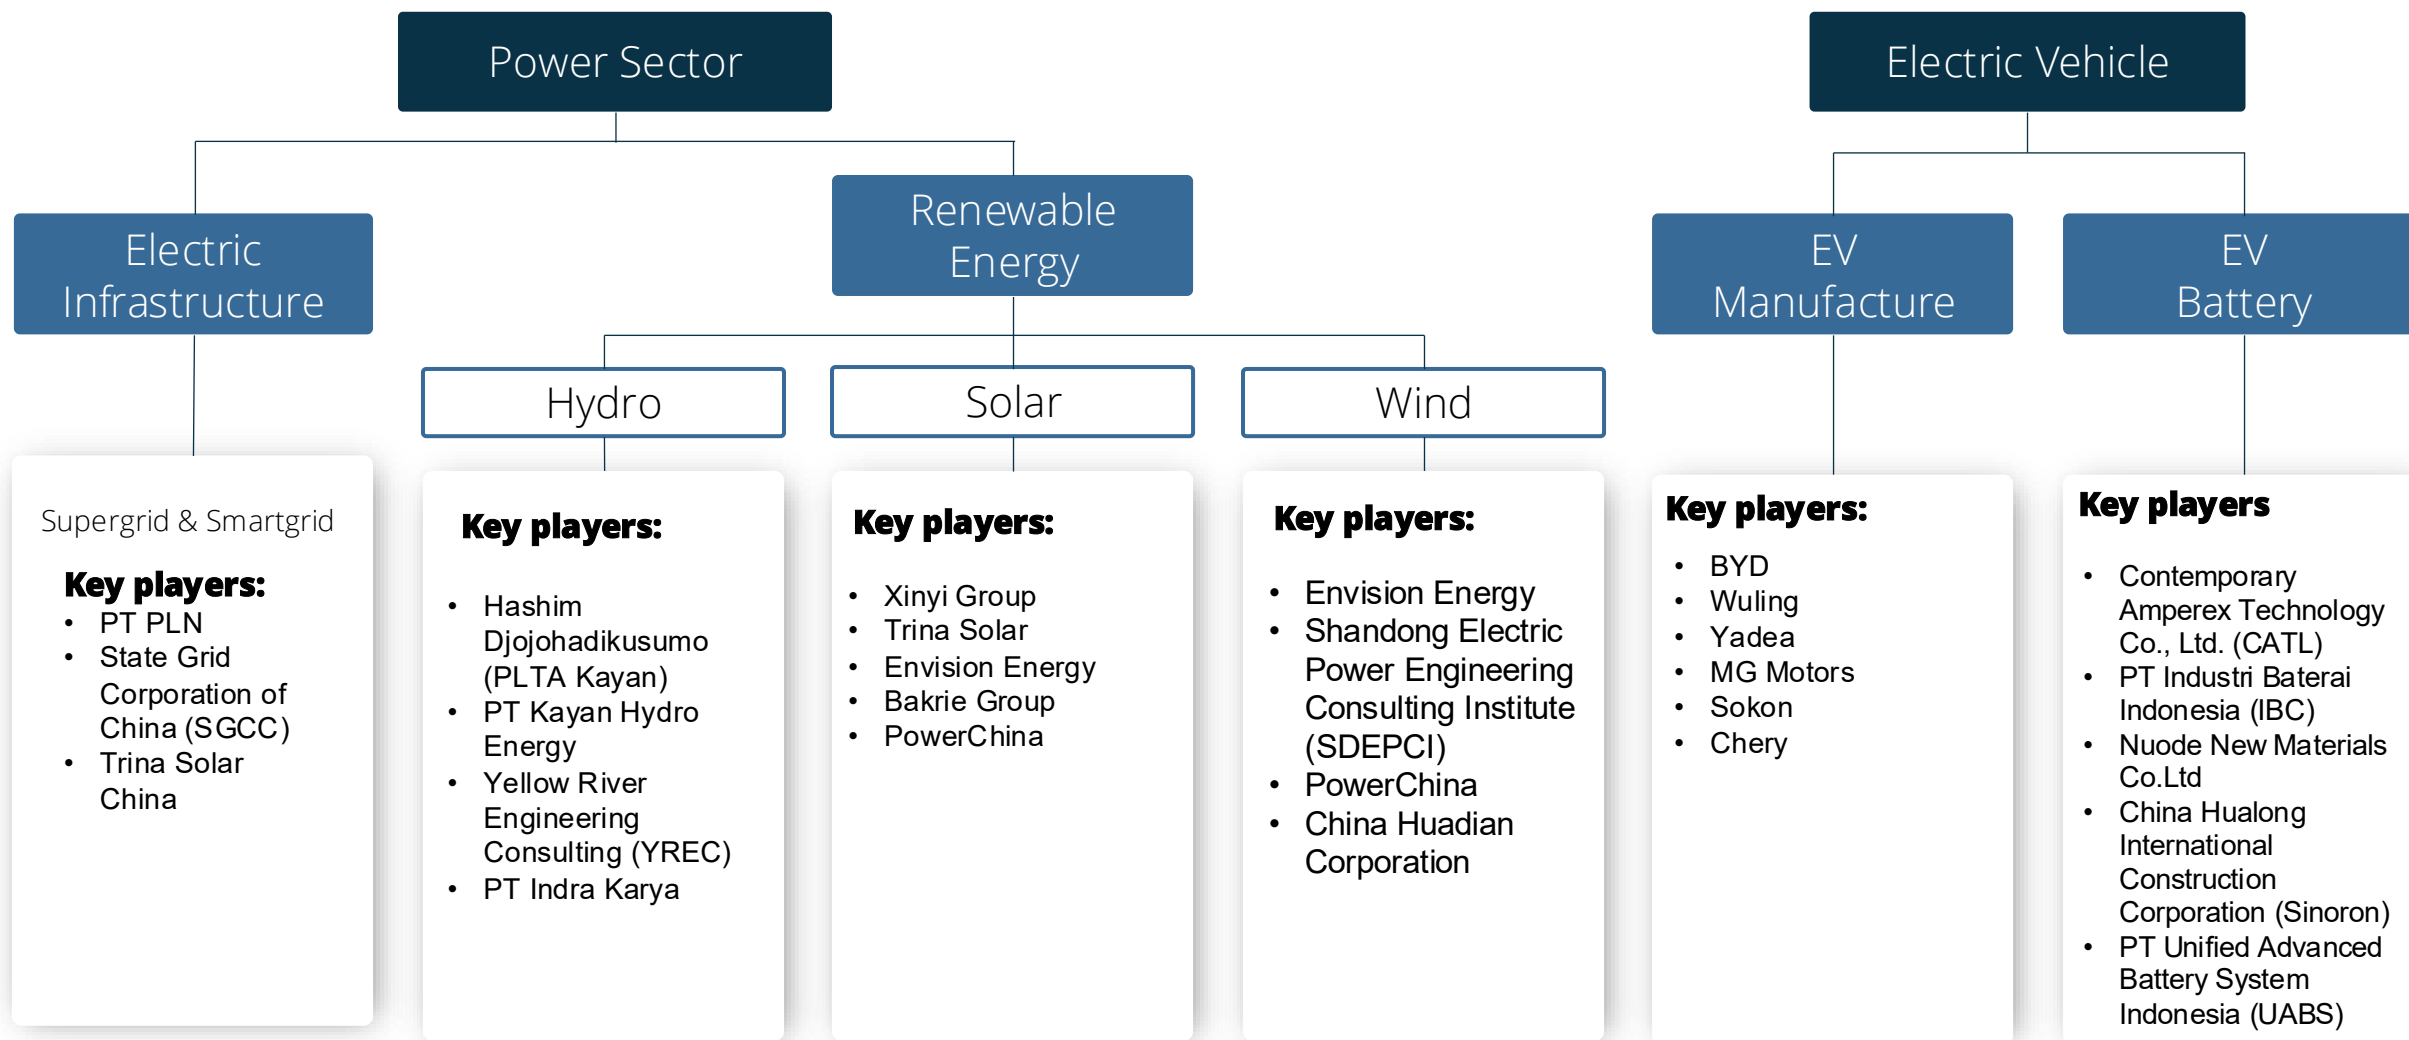 Power Sector
Electric Vehicle
Electric
Infrastructure
Renewable
Energy
EV
Manufacture
EV
Battery
Hydro
Solar
Wind
Supergrid & Smartgrid
Key players:
• PT PLN
• State Grid
Corporation of
China (SGCC)
• Trina Solar
China
Key players:
• Hashim
Djojohadikusumo
(PLTA Kayan)
• PT Kayan Hydro
Energy
• Yellow River
Engineering
Consulting (YREC)
• PT Indra Karya
Key players:
• Xinyi Group
• Trina Solar
• Envision Energy
• Bakrie Group
• PowerChina
Key players:
• Envision Energy
• Shandong Electric
Power Engineering
Consulting Institute
(SDEPCI)
• PowerChina
• China Huadian
Corporation
Key players:
• BYD
• Wuling
• Yadea
• MG Motors
• Sokon
• Chery
Key players
• Contemporary
Amperex Technology
Co., Ltd. (CATL)
• PT Industri Baterai
Indonesia (IBC)
• Nuode New Materials
Co.Ltd
• China Hualong
International
Construction
Corporation (Sinoron)
• PT Unified Advanced
Battery System
Indonesia (UABS)